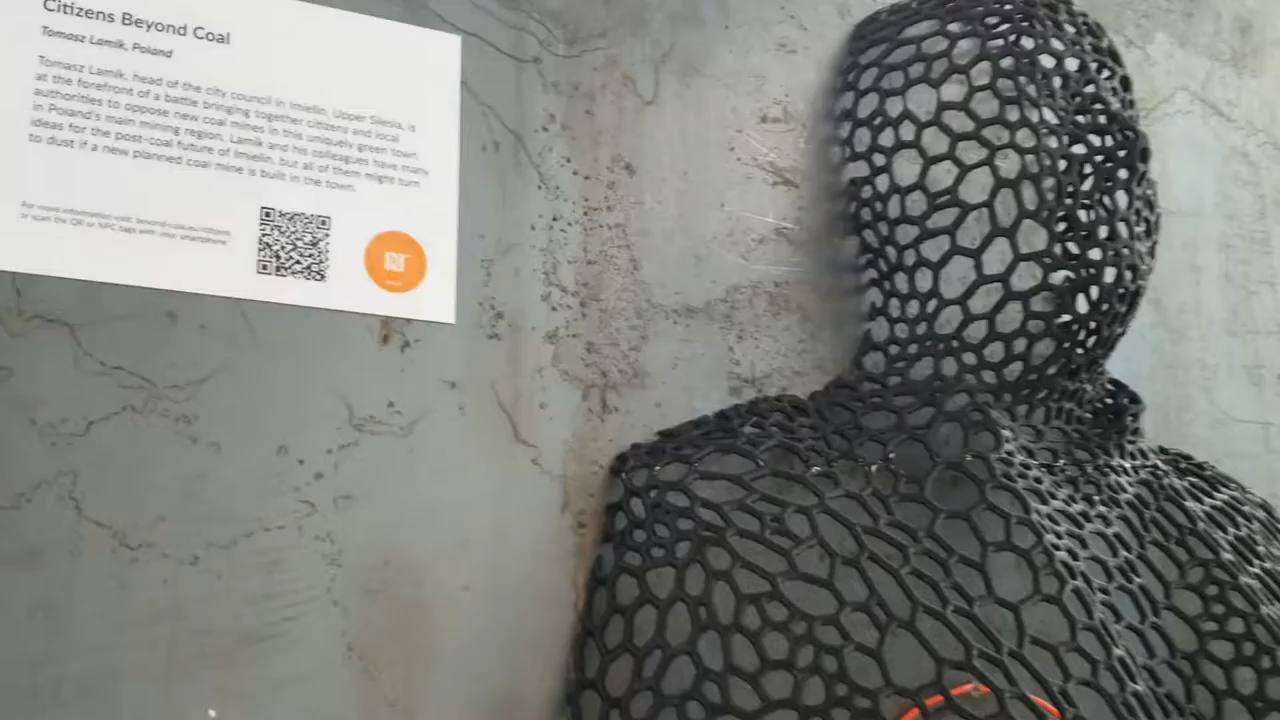 Citizens Beyond Coal
Tomasz Lamik, Poland
Tomasz Lamik, head of the city council in Imielin, Upper Silesia, is
at the forefront of a battle bringing together citizens and local
authorities to oppose new coal mines in this uniquely green town
in Poland's main mining region. Lamik and his colleagues have many
ideas for the post-coal future of Imielin, but all of them might turn
to dust if a new planned coal mine is built in the town.
For more information visit: beyond-coal.eu/citizens
or scan the QR or NFC tags with your smartphone